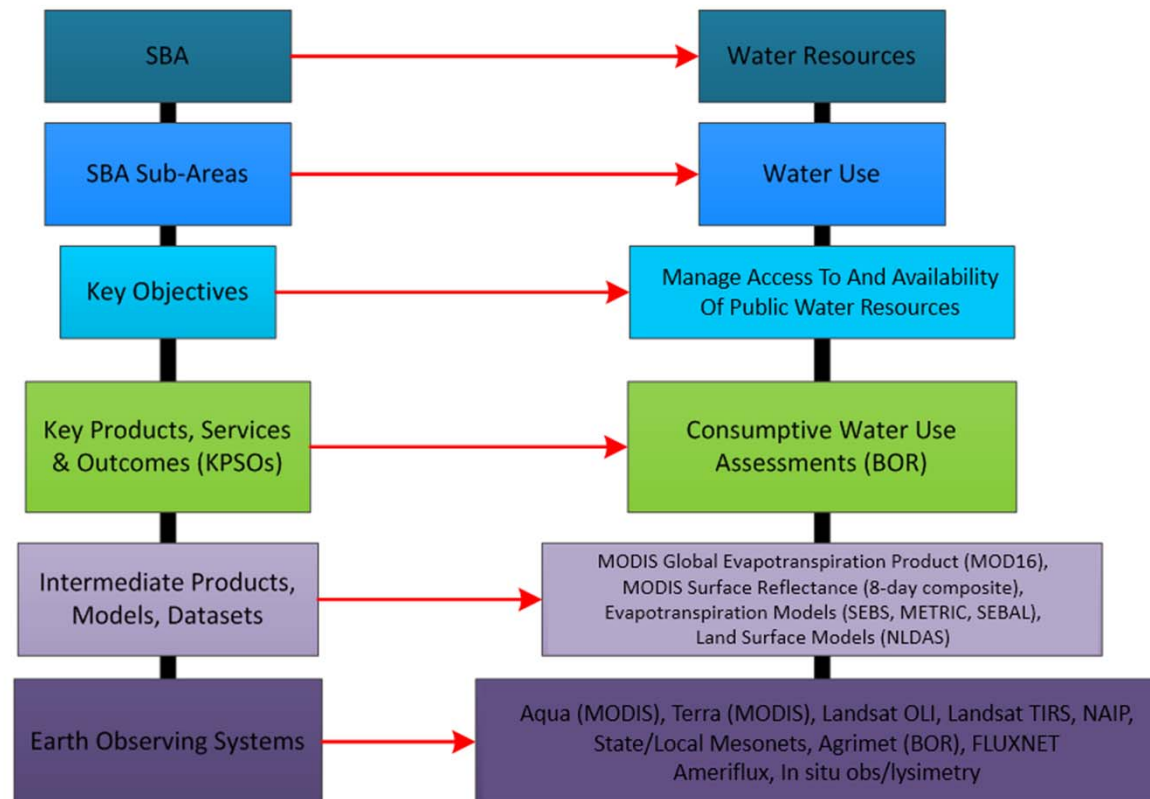 SBA
Water Resources
SBA Sub-Areas
Water Use
Key Objectives
Manage Access To And Availability
Of Public Water Resources
Key Products, Services
& Outcomes (KPSOs)
Consumptive Water Use
Assessments (BOR)
Intermediate Products,
Models, Datasets
MODIS Global Evapotranspiration Product (MOD16),
MODIS Surface Reflectance (8-day composite),
Evapotranspiration Models (SEBS, METRIC, SEBAL),
Land Surface Models (NLDAS)
Earth Observing Systems
Aqua (MODIS), Terra (MODIS), Landsat OLI, Landsat TIRS, NAIP,
State/Local Mesonets, Agrimet (BOR), FLUXNET
Ameriflux, In situ obs/lysimetry